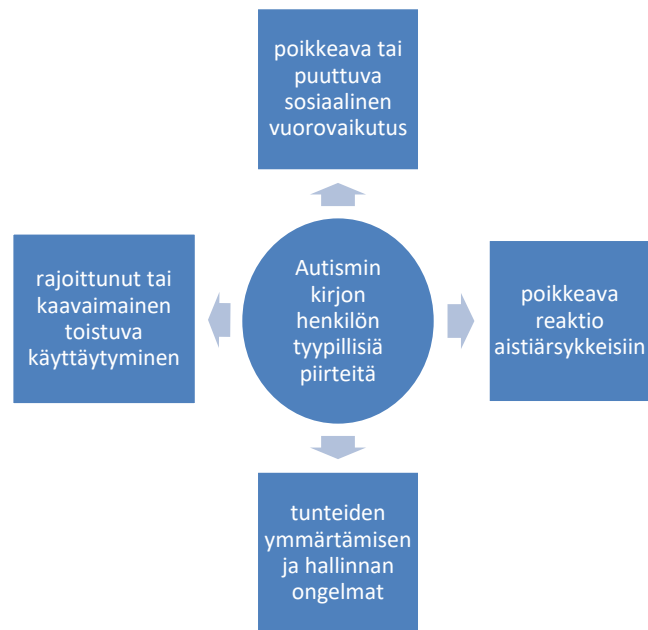 poikkeava tai
puuttuva
sosiaalinen
vuorovaikutus
rajoittunut tai
kaavaimainen
toistuva
käyttäytyminen
Autismin
kirjon
henkilön
tyypillisiä
piirteitä
poikkeava
reaktio
aistiärsykkeisiin
tunteiden
ymmärtämisen
ja hallinnan
ongelmat